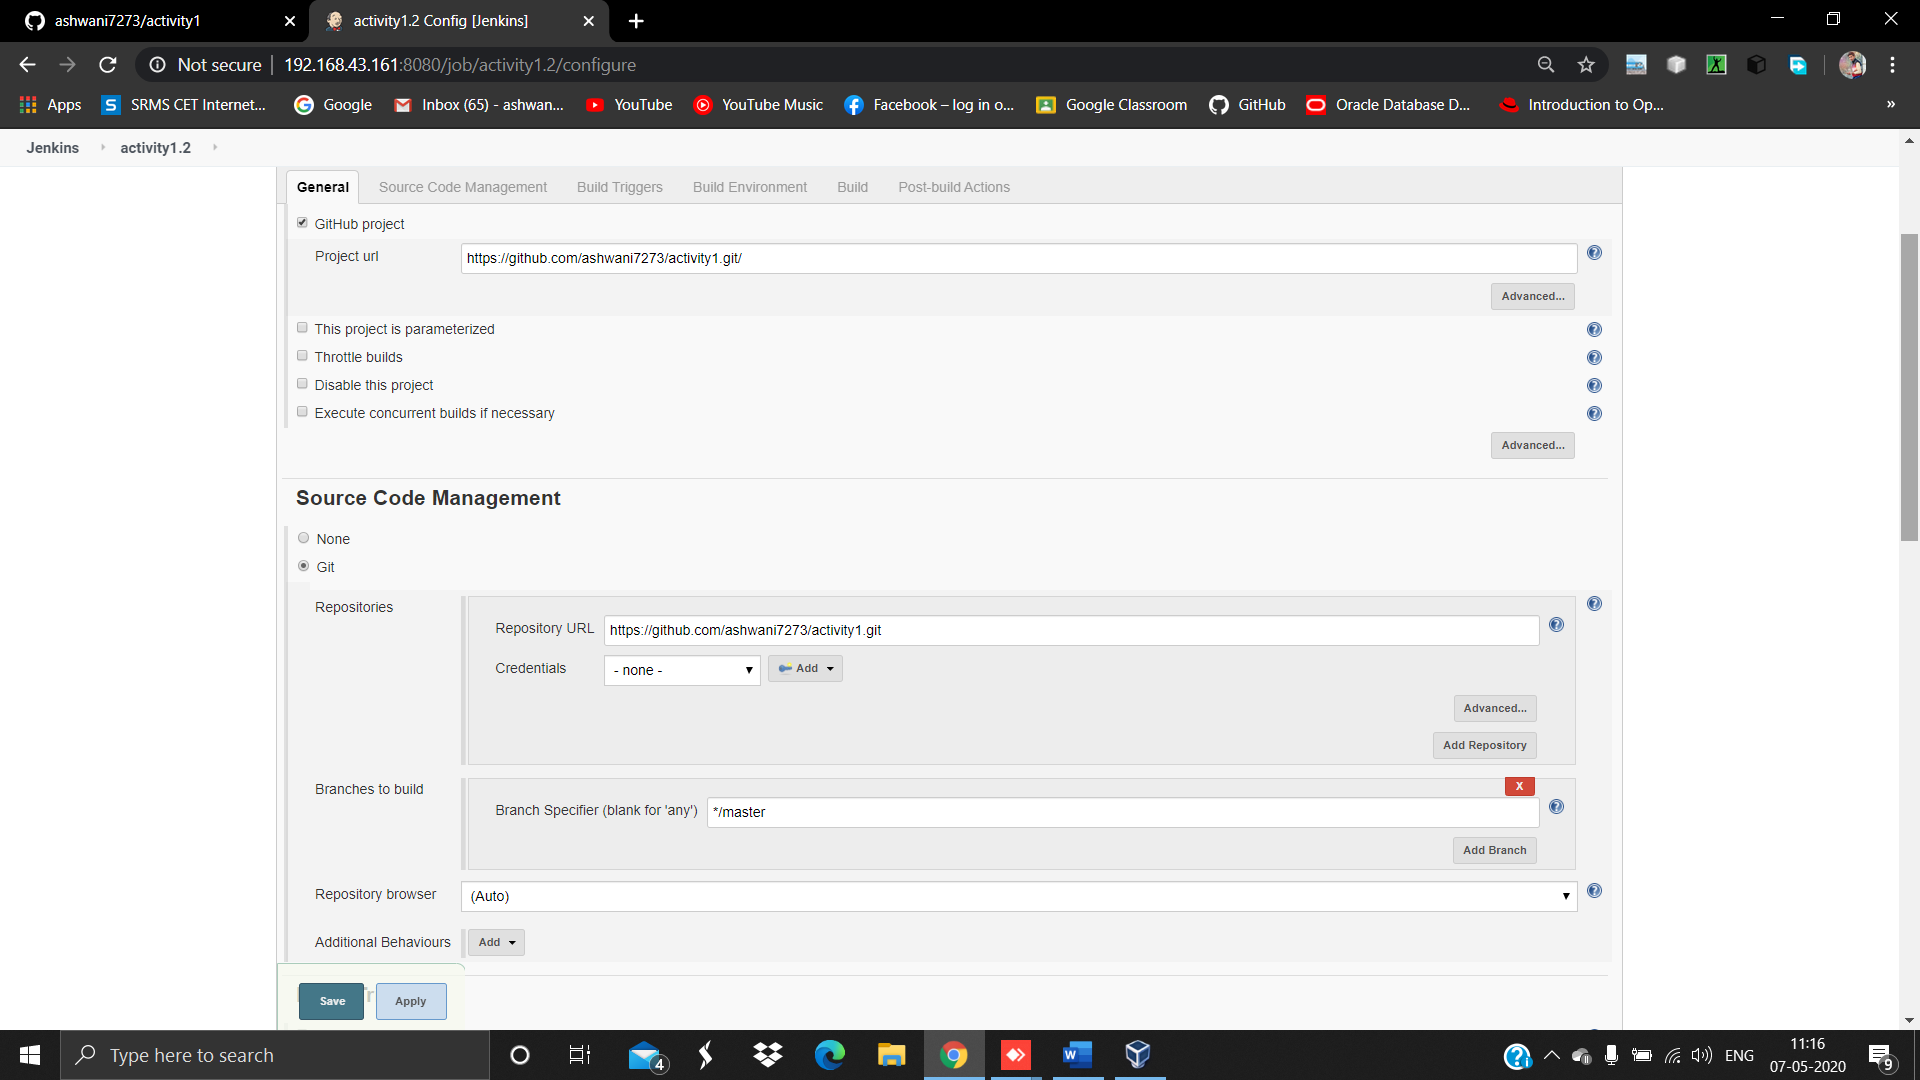 ashwani7273/activity1
activity1.2 Config [Jenkins]
Not secure | 192.168.43.161:8080/job/activity1.2/configure
Apps SRMS CET Internet... Google Inbox (65) - ashwan... YouTube YouTube Music Facebook – log in o... Google Classroom GitHub Oracle Database D... Introduction to Op... »
Jenkins activity1.2
General Source Code Management Build Triggers Build Environment Build Post-build Actions
GitHub project
Project url https://github.com/ashwani7273/activity1.git/
Advanced...
This project is parameterized
Throttle builds
Disable this project
Execute concurrent builds if necessary
Advanced...
Source Code Management
None
Git
Repositories
Repository URL https://github.com/ashwani7273/activity1.git
Credentials - none - Add
Advanced...
Add Repository
Branches to build
X
Branch Specifier (blank for 'any') */master
Add Branch
Repository browser (Auto)
Additional Behaviours Add
Save Apply
Type here to search
4
ENG
11:16
07-05-2020
9